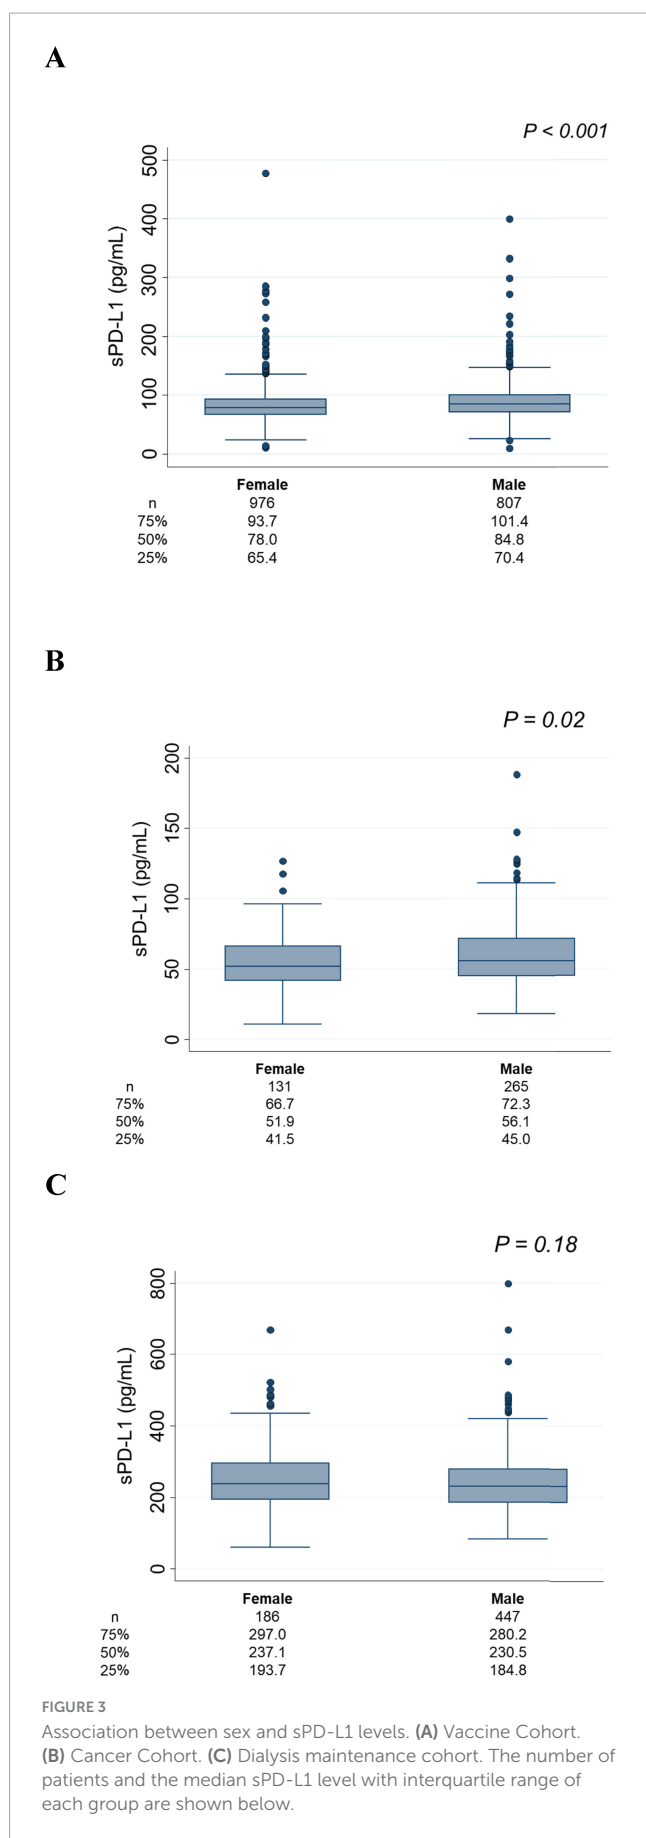 A
P < 0.001
sPD-L1 (pg/mL)
500
400
300
200
100
0
Female Male
n 976 807
75% 93.7 101.4
50% 78.0 84.8
25% 65.4 70.4
B
P = 0.02
sPD-L1 (pg/mL)
200
150
100
50
0
Female Male
n 131 265
75% 66.7 72.3
50% 51.9 56.1
25% 41.5 45.0
C
P = 0.18
sPD-L1 (pg/mL)
800
600
400
200
0
Female Male
n 186 447
75% 297.0 280.2
50% 237.1 230.5
25% 193.7 184.8
FIGURE 3
Association between sex and sPD-L1 levels. (A) Vaccine Cohort.
(B) Cancer Cohort. (C) Dialysis maintenance cohort. The number of
patients and the median sPD-L1 level with interquartile range of
each group are shown below.